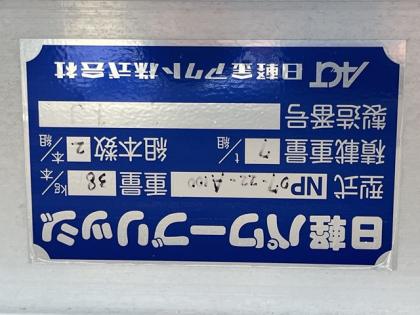 日軽パワーブリッジ
型式 NP07-22-A100 重量 38 kg/本
積載重量 7 t/組 組本数 2. 本/組
製造番号
ACT 日軽金アクト株式会社